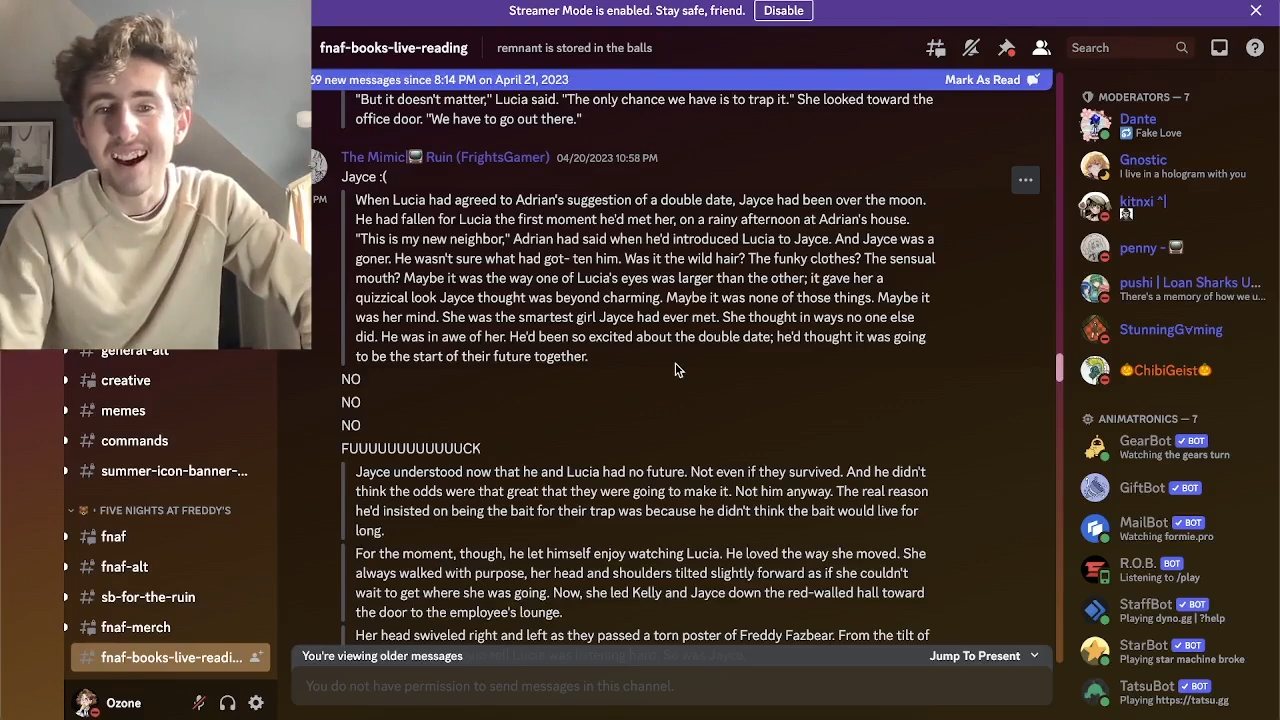 Streamer Mode is enabled. Stay safe, friend.
Disable
fnaf-books-live-reading
remnant is stored in the balls
Search
69 new messages since 8:14 PM on April 21, 2023
Mark As Read
"But it doesn't matter," Lucia said. "The only chance we have is to trap it." She looked toward the
office door. "We have to go out there."
The Mimic| Ruin (FrightsGamer)
04/20/2023 10:58 PM
Jayce :(
PM
When Lucia had agreed to Adrian's suggestion of a double date, Jayce had been over the moon.
He had fallen for Lucia the first moment he'd met her, on a rainy afternoon at Adrian's house.
"This is my new neighbor," Adrian had said when he'd introduced Lucia to Jayce. And Jayce was a
goner. He wasn't sure what had got- ten him. Was it the wild hair? The funky clothes? The sensual
mouth? Maybe it was the way one of Lucia's eyes was larger than the other; it gave her a
quizzical look Jayce thought was beyond charming. Maybe it was none of those things. Maybe it
was her mind. She was the smartest girl Jayce had ever met. She thought in ways no one else
did. He was in awe of her. He'd been so excited about the double date; he'd thought it was going
to be the start of their future together.
NO
NO
NO
FUUUUUUUUUUUUCK
Jayce understood now that he and Lucia had no future. Not even if they survived. And he didn't
think the odds were that great that they were going to make it. Not him anyway. The real reason
he'd insisted on being the bait for their trap was because he didn't think the bait would live for
long.
For the moment, though, he let himself enjoy watching Lucia. He loved the way she moved. She
always walked with purpose, her head and shoulders tilted slightly forward as if she couldn't
wait to get where she was going. Now, she led Kelly and Jayce down the red-walled hall toward
the door to the employee's lounge.
Her head swiveled right and left as they passed a torn poster of Freddy Fazbear. From the tilt of
You're viewing older messages
Jump To Present
You do not have permission to send messages in this channel.
general-alt
creative
memes
commands
summer-icon-banner-...
FIVE NIGHTS AT FREDDY'S
fnaf
fnaf-alt
sb-for-the-ruin
fnaf-merch
fnaf-books-live-readi...
Ozone
MODERATORS — 7
Dante
Fake Love
Gnostic
I live in a hologram with you
kitnxi ^|
penny -
pushi | Loan Sharks U...
There's a memory of how we u...
StunningG∀ming
ChibiGeist
ANIMATRONICS — 7
GearBot ✓ BOT
Watching the gears turn
GiftBot ✓ BOT
MailBot ✓ BOT
Watching formie.pro
R.O.B. BOT
Listening to /play
StaffBot ✓ BOT
Playing dyno.gg | ?help
StarBot ✓ BOT
Playing star machine broke
TatsuBot ✓ BOT
Playing https://tatsu.gg